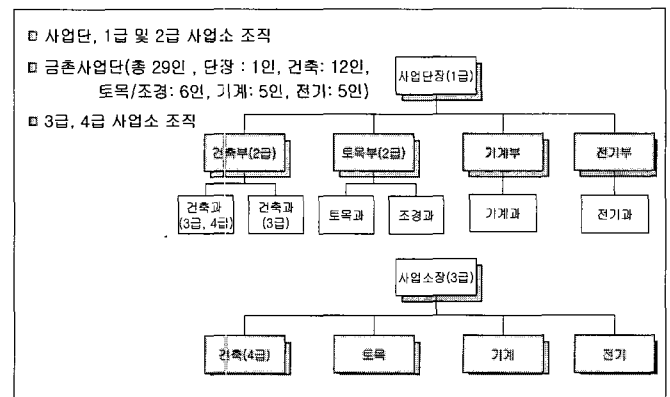 사업단, 1급 및 2급 사업소 조직
금촌사업단(총 29인 , 단장 : 1인, 건축: 12인,
토목/조경: 6인, 기계: 5인, 전기: 5인)
3급, 4급 사업소 조직
사업단장(1급)
건축부(2급) 토목부(2급) 기계부 전기부
건축과 건축과 토목과 조경과 기계과 전기과
(3급, 4급) (3급)
사업소장(3급)
건축(4급) 토목 기계 전기